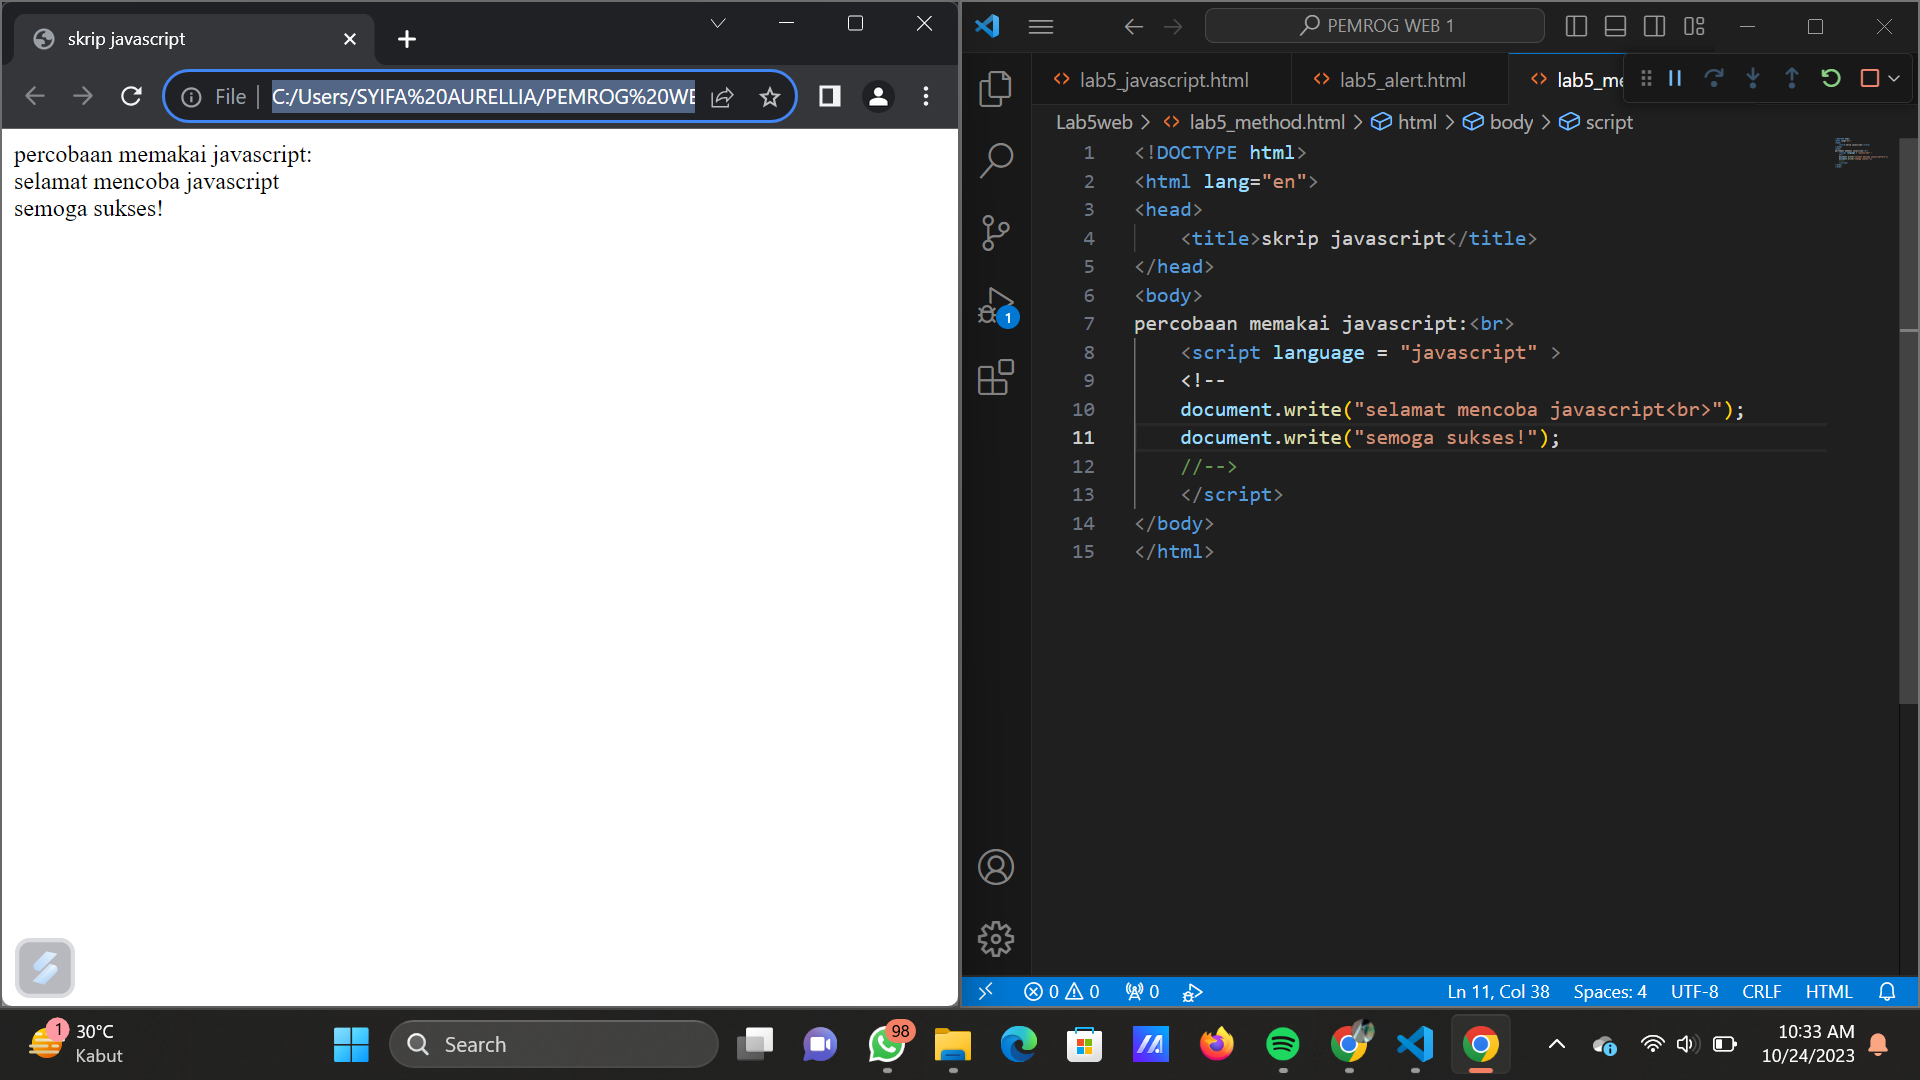 skrip javascript
File
C:/Users/SYIFA%20AURELLIA/PEMROG%20WE
percobaan memakai javascript:
selamat mencoba javascript
semoga sukses!
PEMROG WEB 1
lab5_javascript.html
lab5_alert.html
lab5_me
Lab5web > lab5_method.html > html > body > script
1 <!DOCTYPE html>
2 <html lang="en">
3 <head>
4 <title>skrip javascript</title>
5 </head>
6 <body>
7 percobaan memakai javascript:<br>
8 <script language = "javascript" >
9 <!--
10 document.write("selamat mencoba javascript<br>");
11 document.write("semoga sukses!");
12 //-->
13 </script>
14 </body>
15 </html>
1
0 0 0
Ln 11, Col 38 Spaces: 4 UTF-8 CRLF HTML
1
30°C
Kabut
Search
98
10:33 AM
10/24/2023